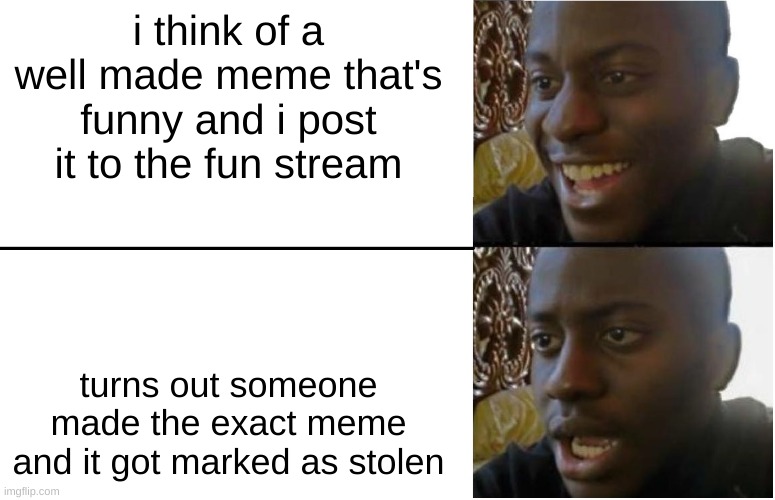 i think of a
well made meme that's
funny and i post
it to the fun stream
turns out someone
made the exact meme
and it got marked as stolen
imgflip.com